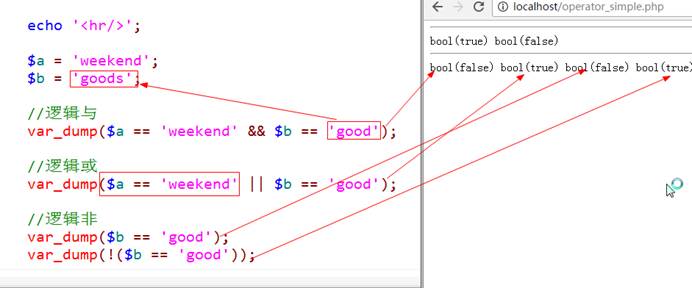 echo '<hr/>';
$a = 'weekend';
$b = 'goods';
//逻辑与
var_dump($a == 'weekend' && $b == 'good');
//逻辑或
var_dump($a == 'weekend' || $b == 'good');
//逻辑非
var_dump($b == 'good');
var_dump(!($b == 'good'));
localhost/operator_simple.php
bool(true) bool(false)
bool(false) bool(true) bool(false) bool(true)